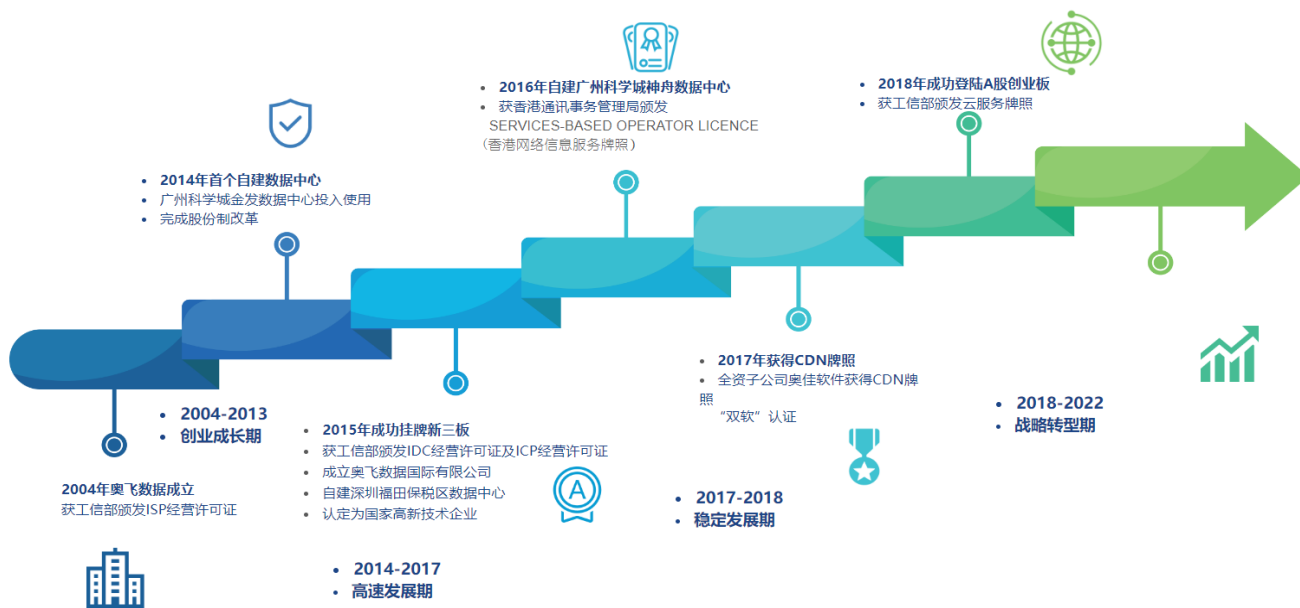 2004年奥飞数据成立
获工信部颁发ISP经营许可证
• 2004-2013
• 创业成长期
• 2014年首个自建数据中心
• 广州科学城金发数据中心投入使用
• 完成股份制改革
• 2015年成功挂牌新三板
• 获工信部颁发IDC经营许可证及ICP经营许可证
• 成立奥飞数据国际有限公司
• 自建深圳福田保税区数据中心
• 认定为国家高新技术企业
A
• 2014-2017
• 高速发展期
• 2016年自建广州科学城神舟数据中心
• 获香港通讯事务管理局颁发
SERVICES-BASED OPERATOR LICENCE
（香港网络信息服务牌照）
• 2017年获得CDN牌照
• 全资子公司奥佳软件获得CDN牌
照
“双软”认证
• 2017-2018
• 稳定发展期
• 2018年成功登陆A股创业板
• 获工信部颁发云服务牌照
• 2018-2022
• 战略转型期